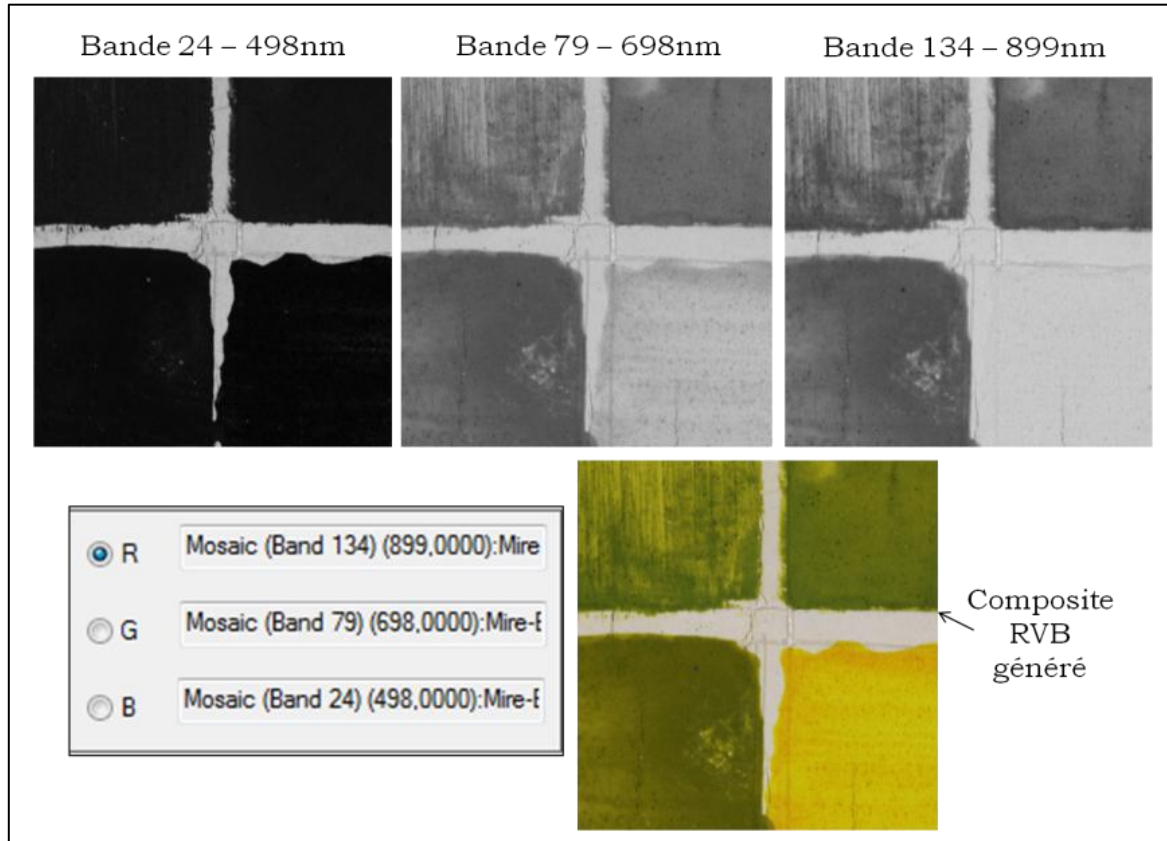 Bande 24 – 498nm
Bande 79 – 698nm
Bande 134 – 899nm
R Mosaic (Band 134) (899,0000):Mire
G Mosaic (Band 79) (698,0000):Mire-E
B Mosaic (Band 24) (498,0000):Mire-E
Composite
RVB
généré